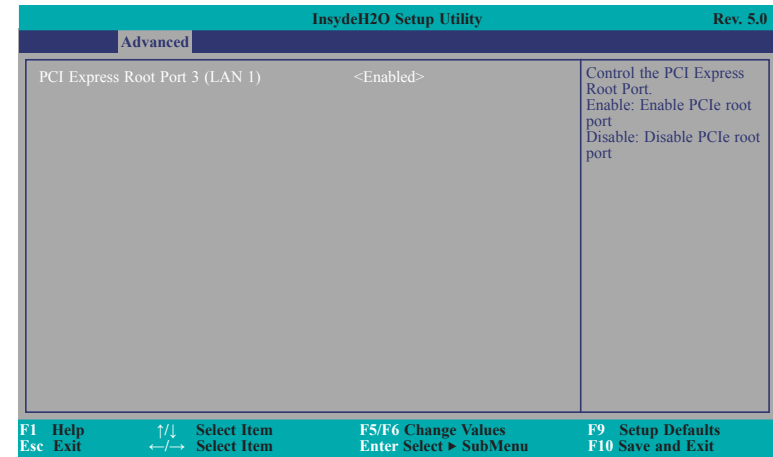 InsydeH2O Setup Utility Rev. 5.0
Advanced
PCI Express Root Port 3 (LAN 1) <Enabled>
Control the PCI Express
Root Port.
Enable: Enable PCIe root
port
Disable: Disable PCIe root
port
F1 Help ↑/↓ Select Item F5/F6 Change Values F9 Setup Defaults
Esc Exit ←/→ Select Item Enter Select ► SubMenu F10 Save and Exit